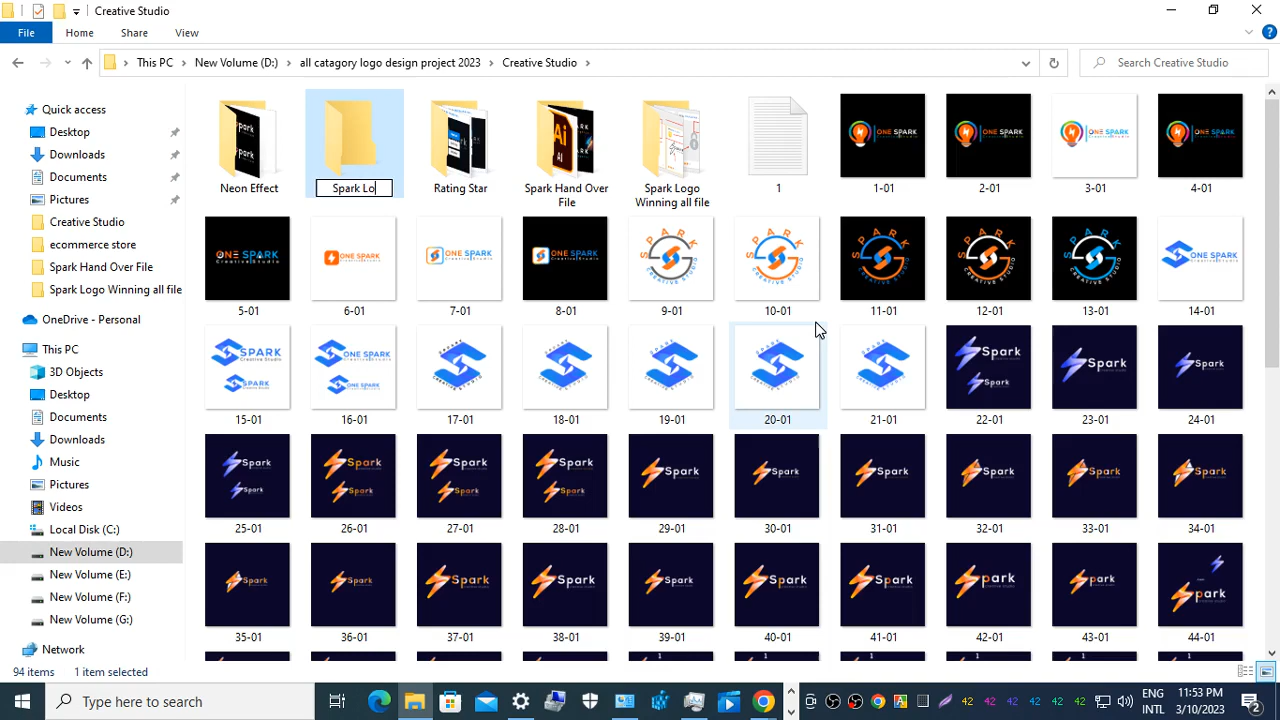 Creative Studio
File
Home
Share
View
This PC
New Volume (D:)
all catagory logo design project 2023
Creative Studio
Search Creative Studio
Quick access
Desktop
Downloads
Documents
Pictures
Creative Studio
ecommerce store
Spark Hand Over File
Spark Logo Winning all file
OneDrive - Personal
This PC
3D Objects
Desktop
Documents
Downloads
Music
Pictures
Videos
Local Disk (C:)
New Volume (D:)
New Volume (E:)
New Volume (F:)
New Volume (G:)
Network
Neon Effect
Spark Lo
Rating Star
Spark Hand Over
File
Spark Logo
Winning all file
1
1-01
2-01
3-01
4-01
5-01
6-01
7-01
8-01
9-01
10-01
11-01
12-01
13-01
14-01
15-01
16-01
17-01
18-01
19-01
20-01
21-01
22-01
23-01
24-01
25-01
26-01
27-01
28-01
29-01
30-01
31-01
32-01
33-01
34-01
35-01
36-01
37-01
38-01
39-01
40-01
41-01
42-01
43-01
44-01
94 items
1 item selected
Type here to search
42
42
42
42
42
ENG
INTL
11:53 PM
3/10/2023
2